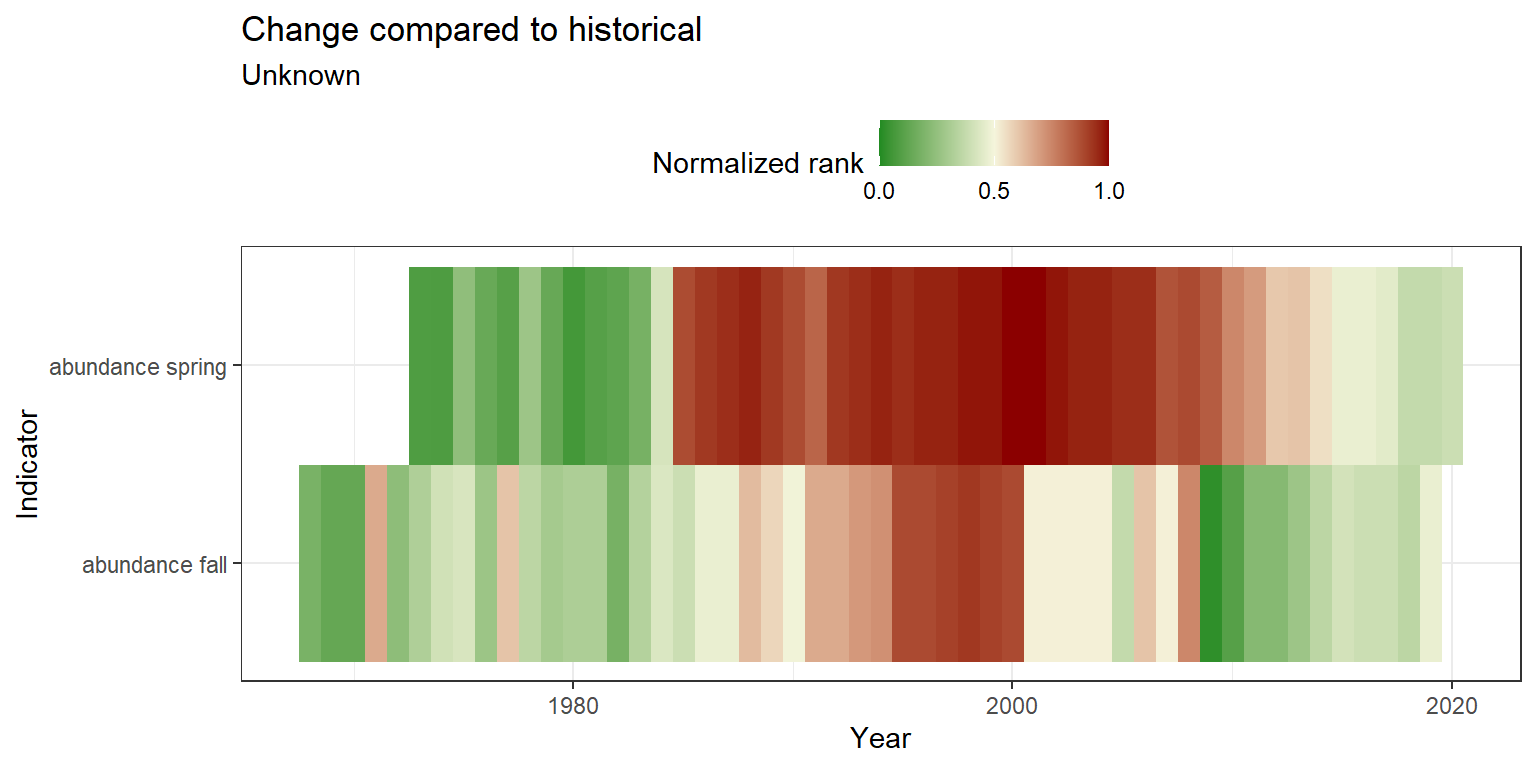 Change compared to historical
Unknown
Normalized rank
0.0 0.5 1.0
Indicator
abundance spring
abundance fall
1980 2000 2020
Year